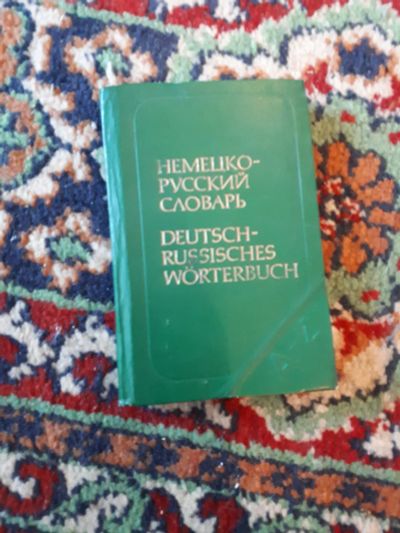 НЕМЕЦКО-
РУССКИЙ
СЛОВАРЬ
DEUTSCH-
RUSSISCHES
WÖRTERBUCH